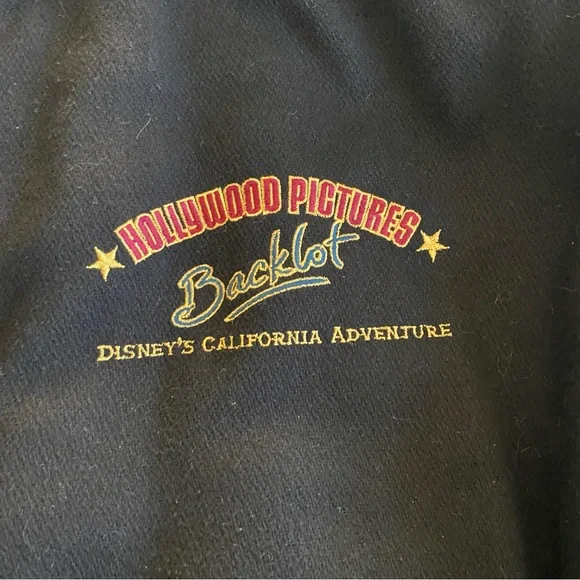 HOLLYWOOD PICTURES
Backlot
DISNEY'S CALIFORNIA ADVENTURE